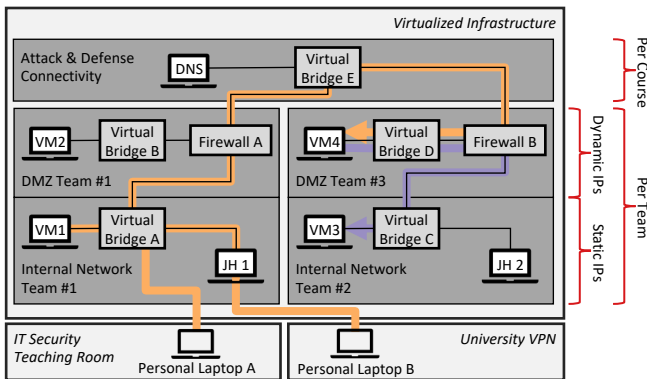 Virtualized Infrastructure
Attack & Defense
Connectivity
DNS
Virtual
Bridge E
Per Course
VM2
Virtual
Bridge B
Firewall A
DMZ Team #1
VM4
Virtual
Bridge D
Firewall B
DMZ Team #3
Dynamic IPs
Per Team
VM1
Virtual
Bridge A
JH 1
Internal Network
Team #1
VM3
Virtual
Bridge C
JH 2
Internal Network
Team #2
Static IPs
IT Security
Teaching Room
Personal Laptop A
University VPN
Personal Laptop B